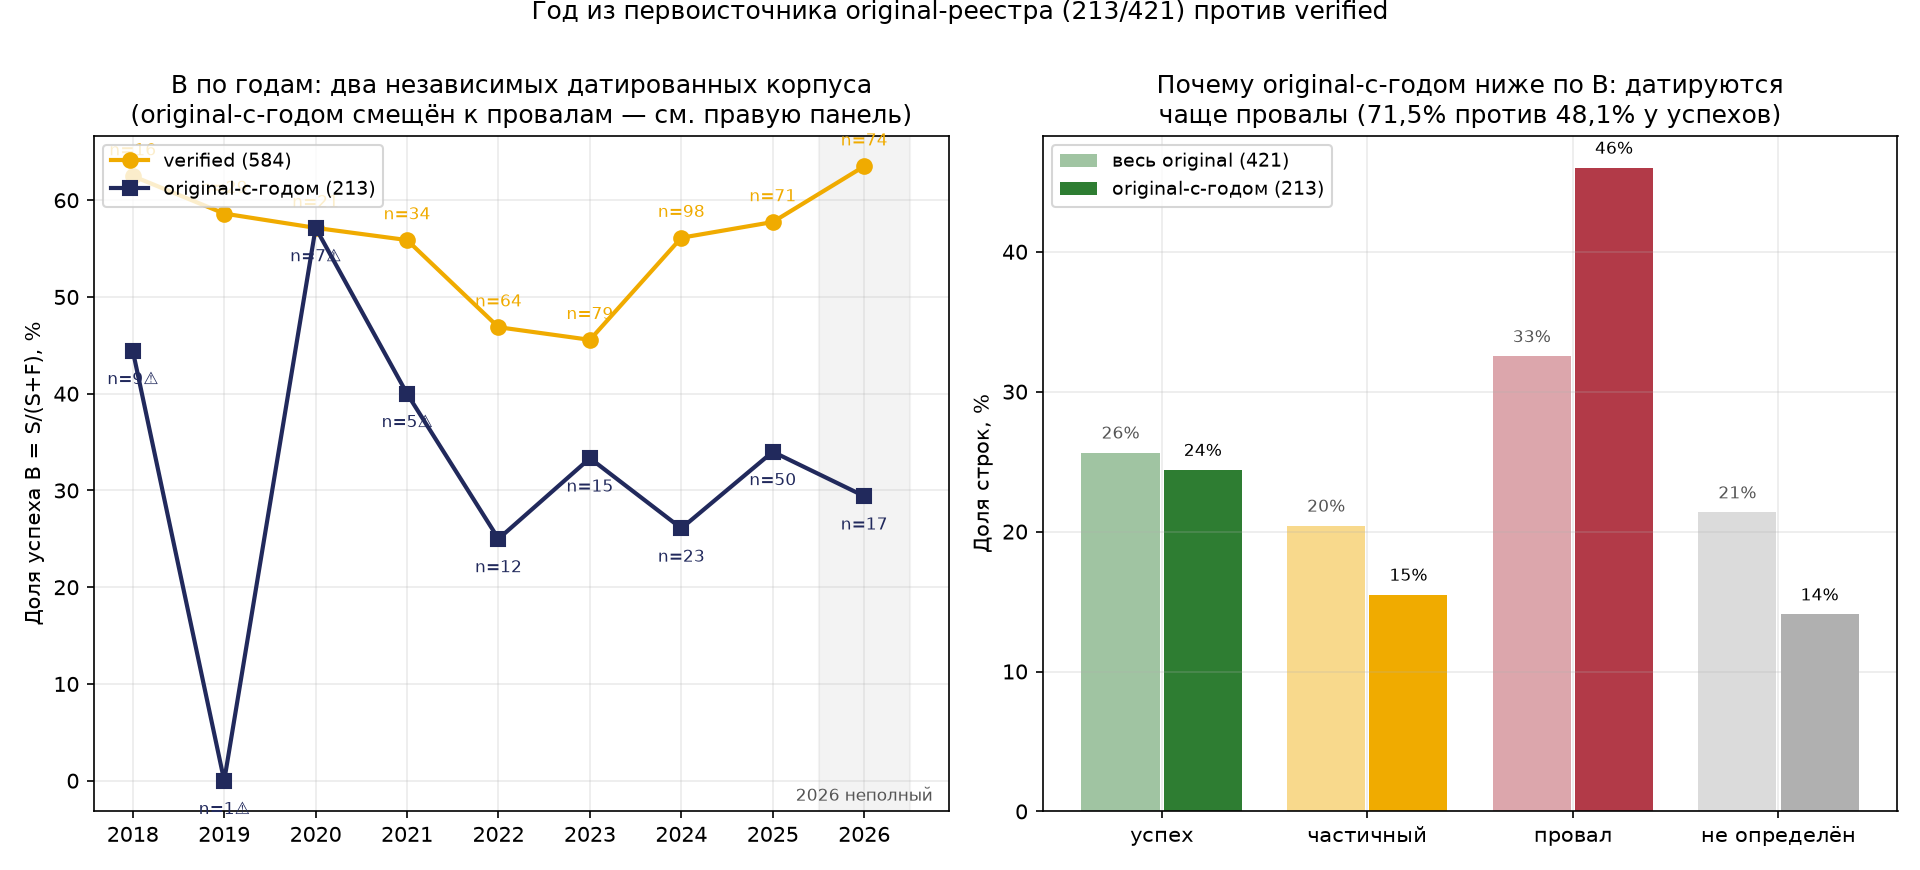 Год из первоисточника original-реестра (213/421) против verified
B по годам: два независимых датированных корпуса
(original-с-годом смещён к провалам — см. правую панель)
n=16
verified (584)
original-с-годом (213)
n=21
n=34
n=64
n=79
n=98
n=71
n=74
n=9⚠
n=1⚠
n=7⚠
n=5⚠
n=12
n=15
n=23
n=50
n=17
2026 неполный
Доля успеха B = S/(S+F), %
60
50
40
30
20
10
0
2018
2019
2020
2021
2022
2023
2024
2025
2026
Почему original-с-годом ниже по B: датируются
чаще провалы (71,5% против 48,1% у успехов)
весь original (421)
original-с-годом (213)
26%
24%
20%
15%
33%
46%
21%
14%
Доля строк, %
40
30
20
10
0
успех
частичный
провал
не определён